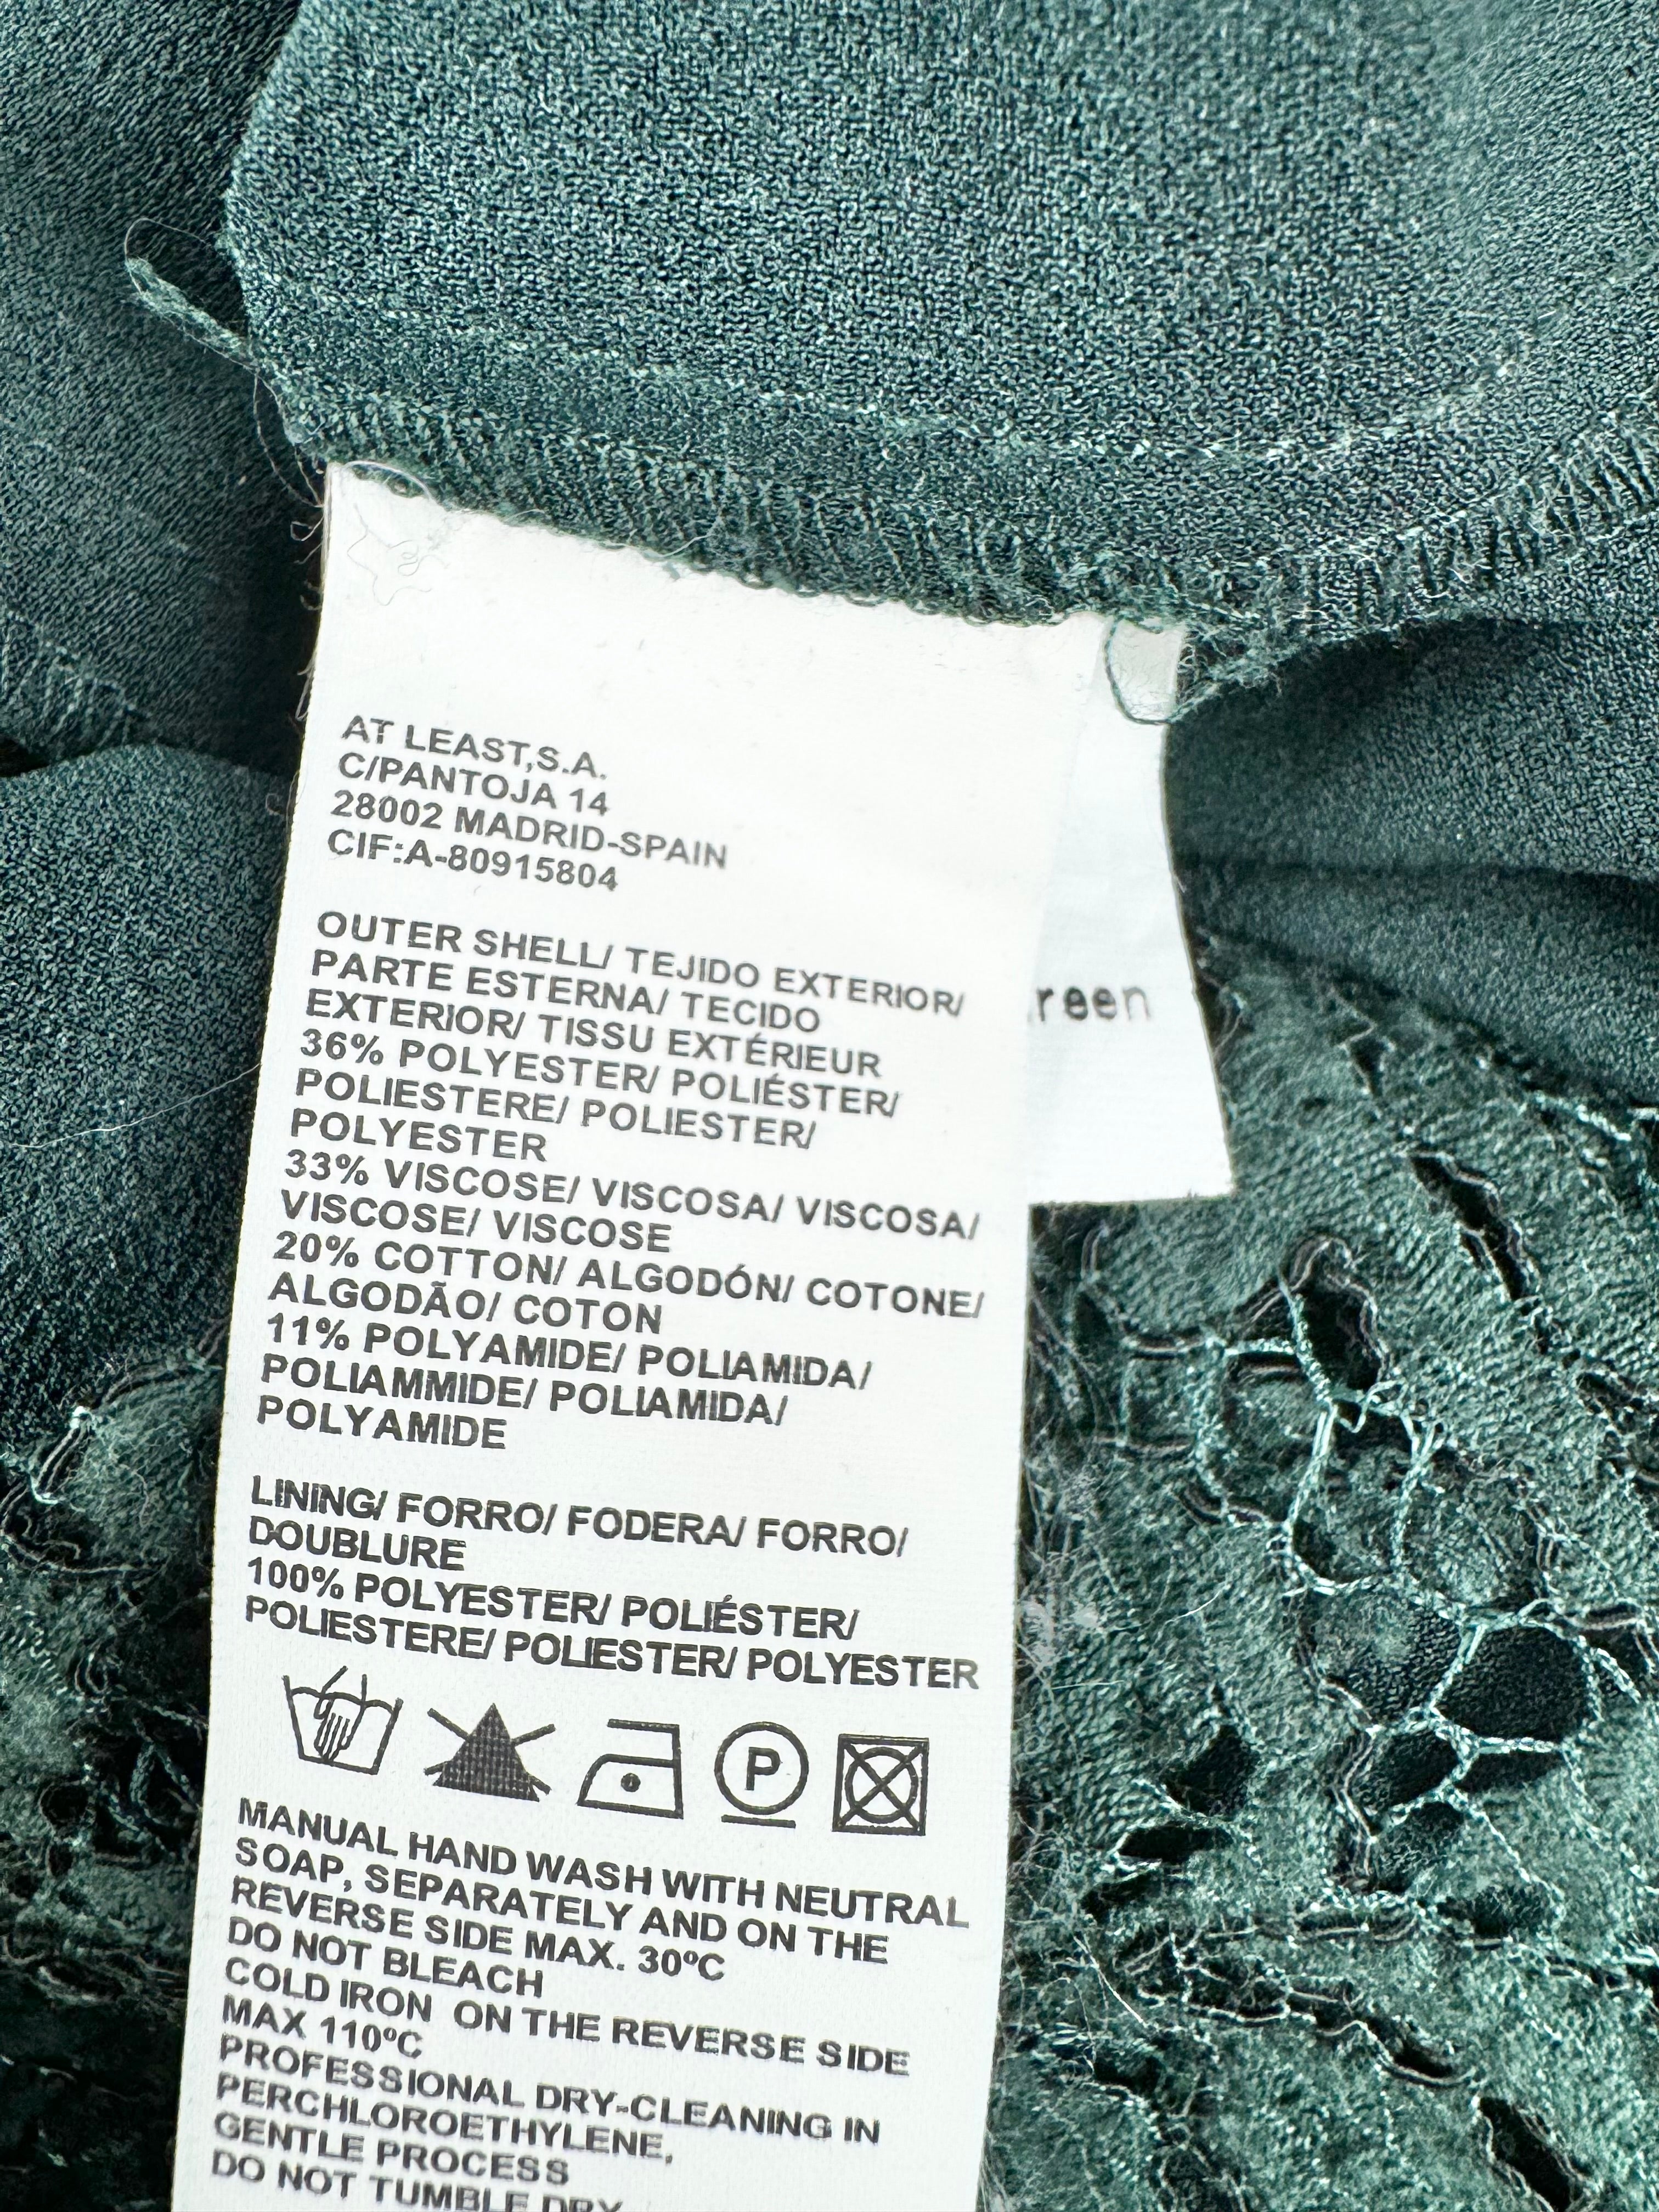 AT LEAST,S.A.
C/PANTOJA 14
28002 MADRID-SPAIN
CIF:A-80915804
OUTER SHELL/ TEJIDO EXTERIOR/
PARTE ESTERNA/ TECIDO
EXTERIOR/ TISSU EXTÉRIEUR
36% POLYESTER/ POLIÉSTER/
POLIESTERE/ POLIESTER/
POLYESTER
33% VISCOSE/ VISCOSA/ VISCOSA/
VISCOSE/ VISCOSE
20% COTTON/ ALGODÓN/ COTONE/
ALGODÃO/ COTON
11% POLYAMIDE/ POLIAMIDA/
POLIAMMIDE/ POLIAMIDA/
POLYAMIDE
LINING/ FORRO/ FODERA/ FORRO/
DOUBLURE
100% POLYESTER/ POLIÉSTER/
POLIESTERE/ POLIESTER/ POLYESTER
P
MANUAL HAND WASH WITH NEUTRAL
SOAP, SEPARATELY AND ON THE
REVERSE SIDE MAX. 30ºC
DO NOT BLEACH
COLD IRON ON THE REVERSE SIDE
MAX 110ºC
PROFESSIONAL DRY-CLEANING IN
PERCHLOROETHYLENE,
GENTLE PROCESS
DO NOT TUMBLE DRY
reen